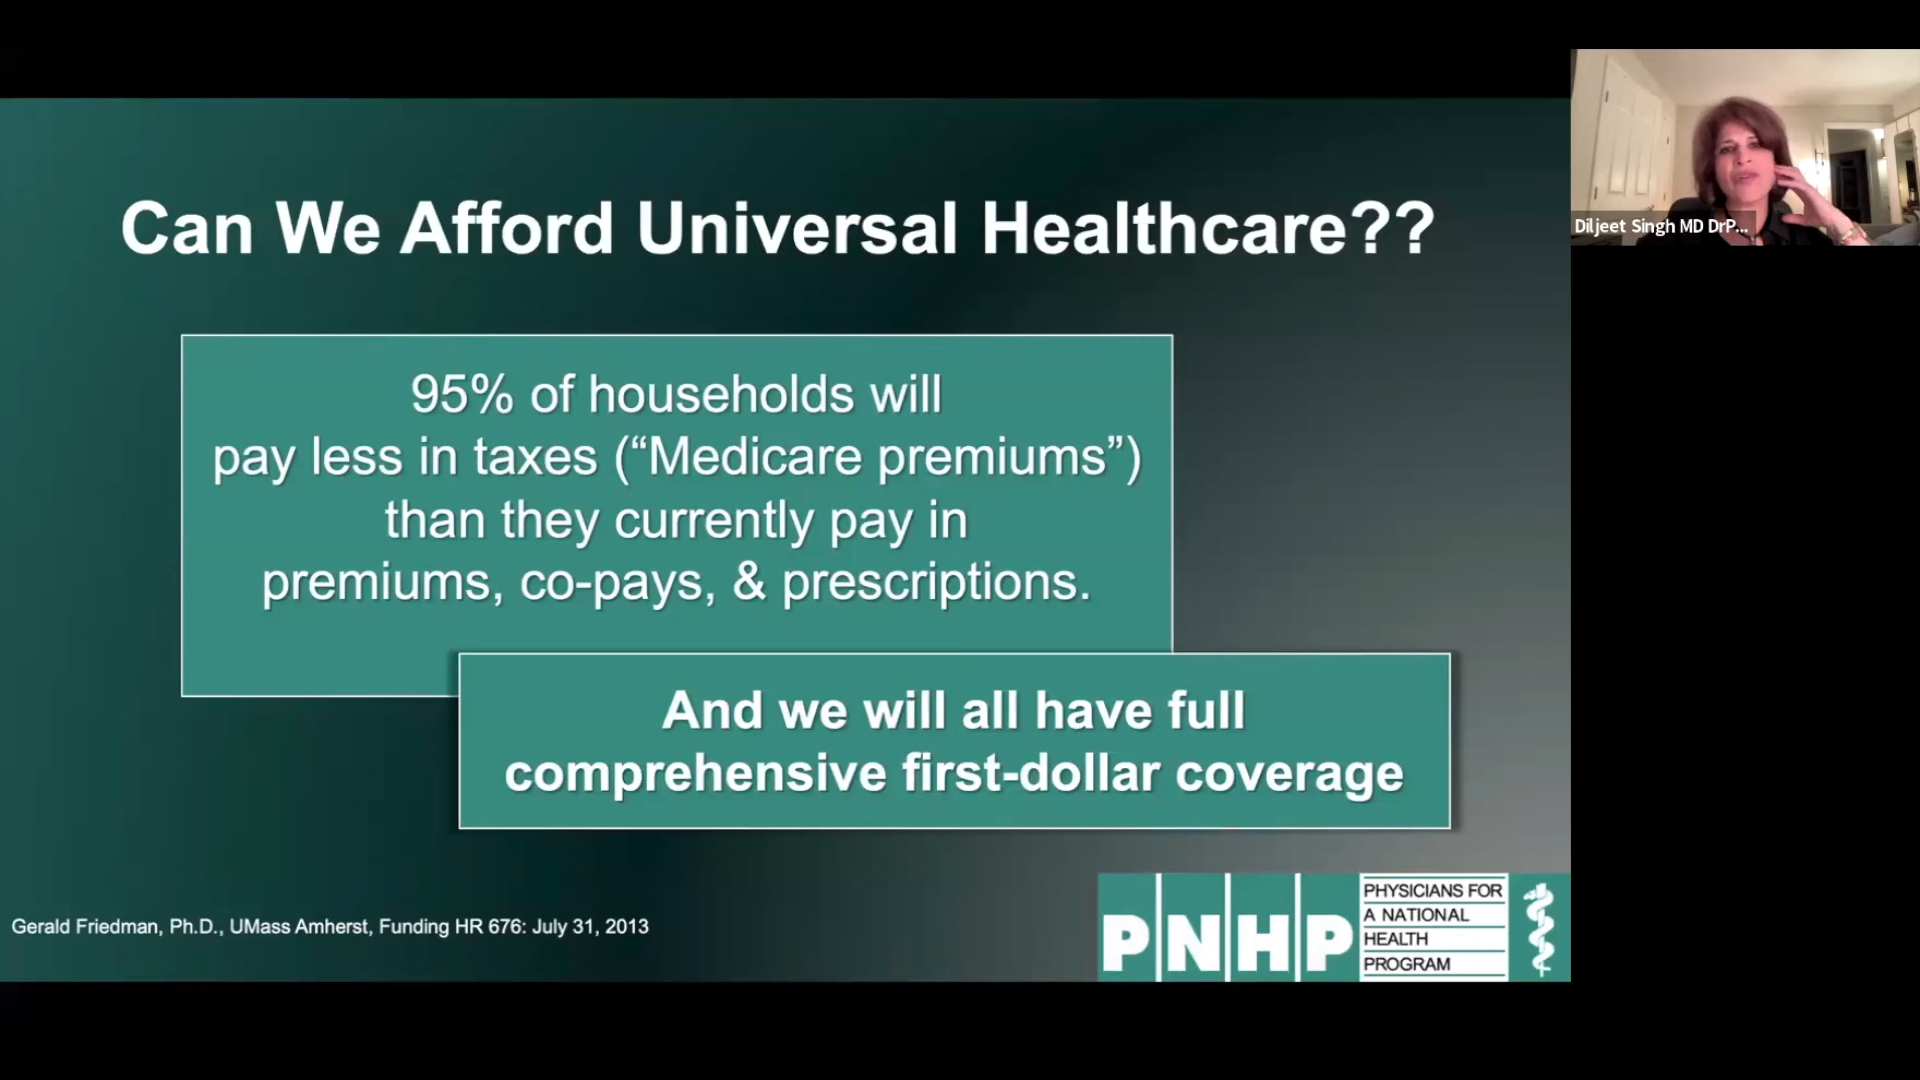 Can We Afford Universal Healthcare??
95% of households will
pay less in taxes (“Medicare premiums”)
than they currently pay in
premiums, co-pays, & prescriptions.
And we will all have full
comprehensive first-dollar coverage
Gerald Friedman, Ph.D., UMass Amherst, Funding HR 676: July 31, 2013
PNHP
PHYSICIANS FOR
A NATIONAL
HEALTH
PROGRAM
Diljeet Singh MD DrP...